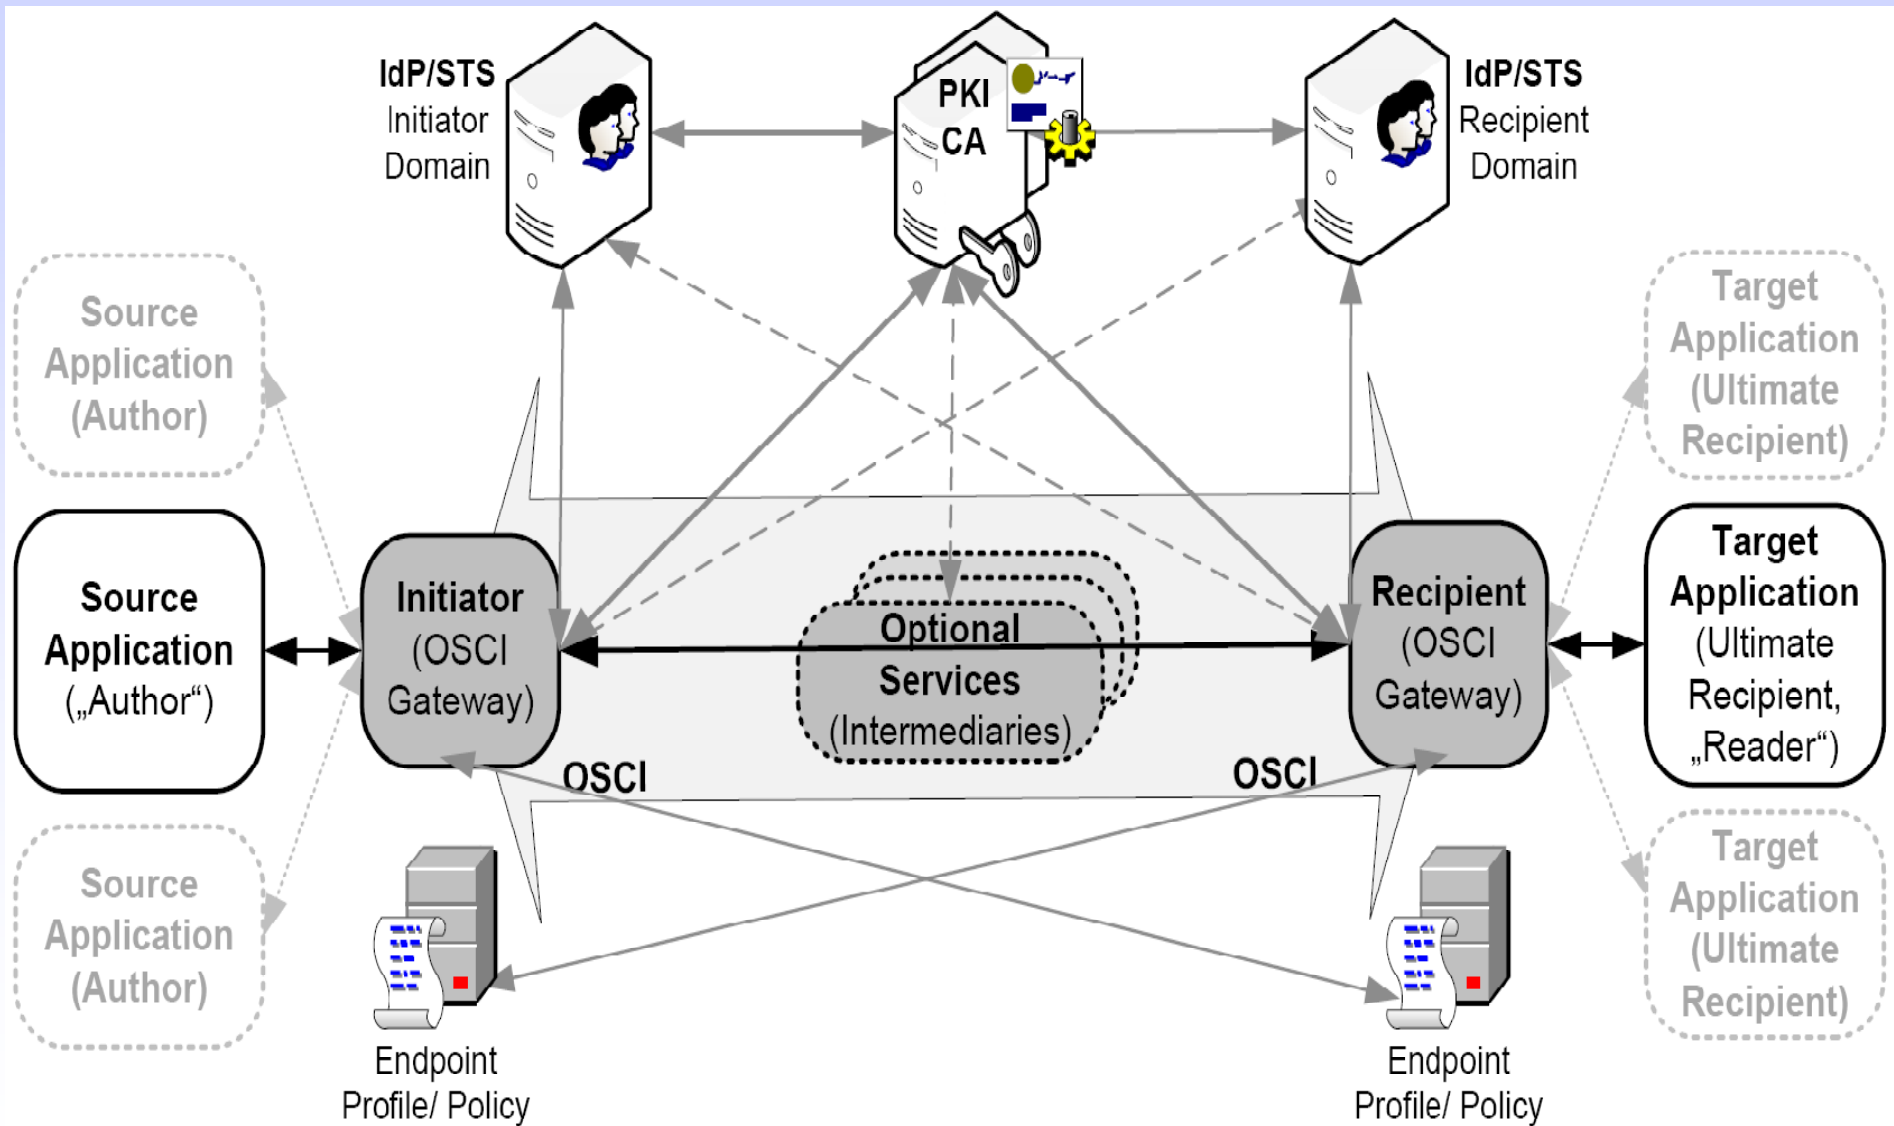 IdP/STS
Initiator
Domain
PKI
CA
IdP/STS
Recipient
Domain
Source
Application
(Author)
Target
Application
(Ultimate
Recipient)
Source
Application
(„Author“)
Initiator
(OSCI
Gateway)
Optional
Services
(Intermediaries)
Recipient
(OSCI
Gateway)
Target
Application
(Ultimate
Recipient,
„Reader“)
OSCI
OSCI
Source
Application
(Author)
Target
Application
(Ultimate
Recipient)
Endpoint
Profile/ Policy
Endpoint
Profile/ Policy